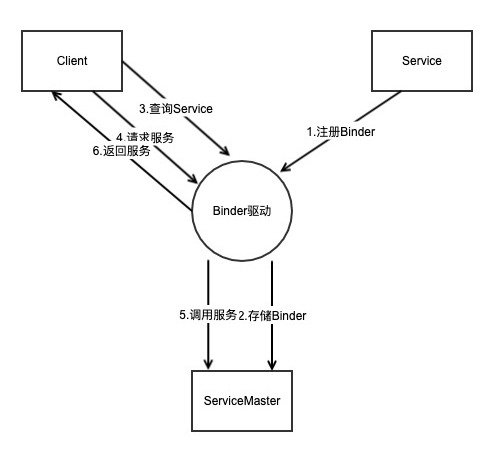 Client
Service
3.查询Service
1.注册Binder
4.请求服务
6.返回服务
Binder驱动
5.调用服务
2.存储Binder
ServiceMaster